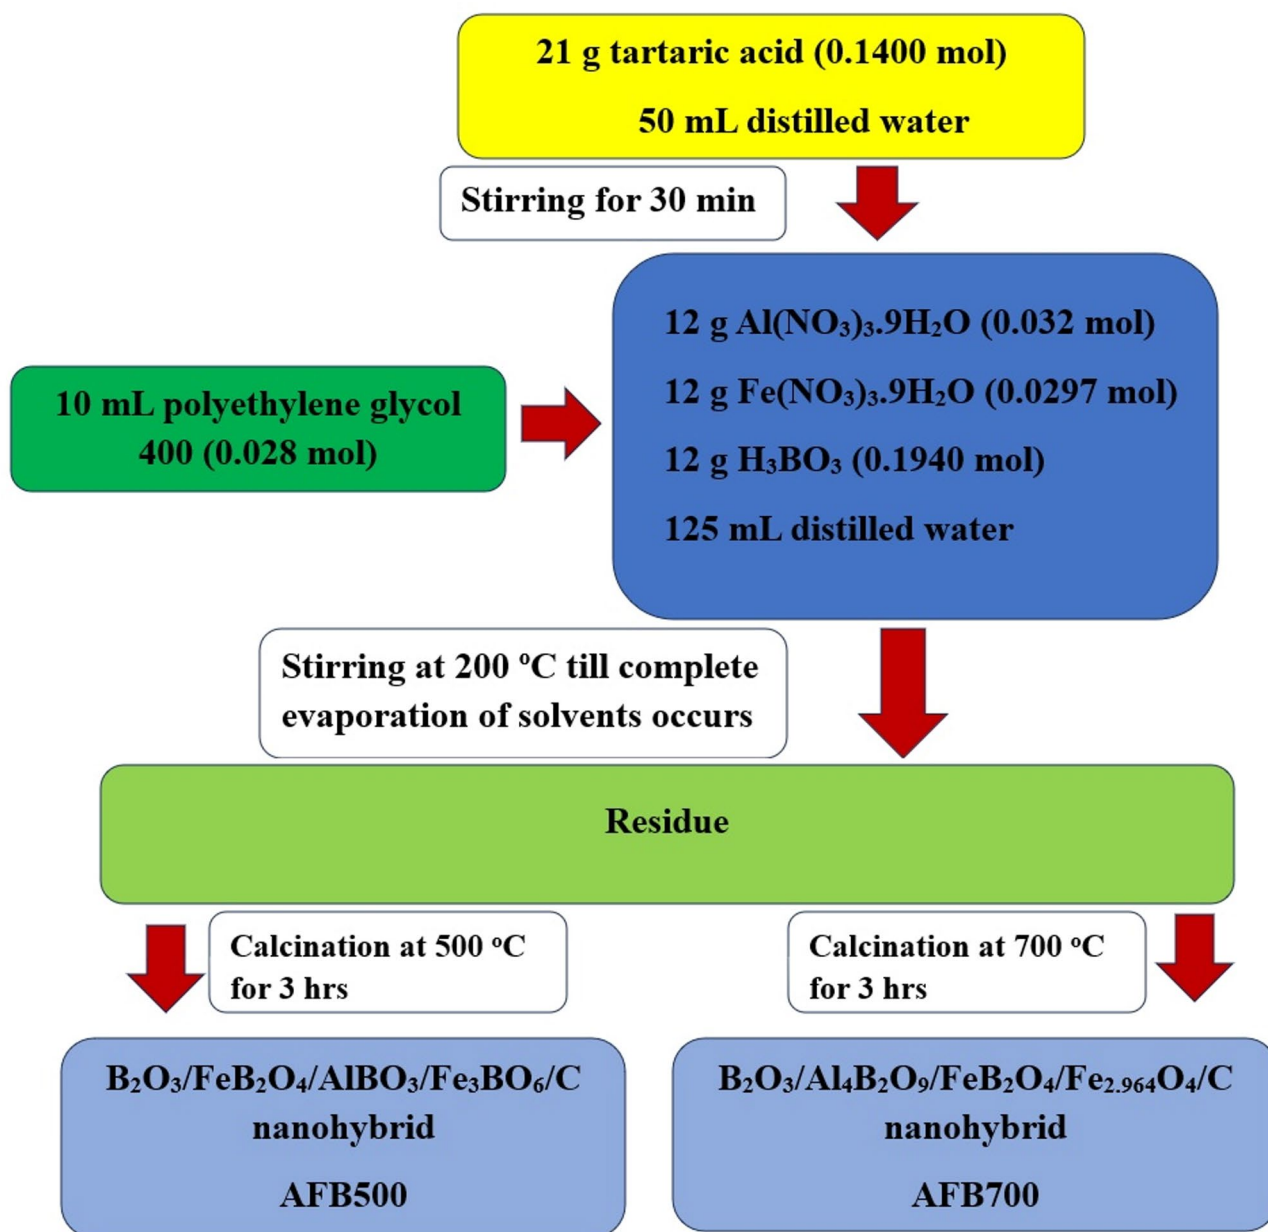 21 g tartaric acid (0.1400 mol)
50 mL distilled water
Stirring for 30 min
12 g Al(NO₃)₃.9H₂O (0.032 mol)
12 g Fe(NO₃)₃.9H₂O (0.0297 mol)
12 g H₃BO₃ (0.1940 mol)
125 mL distilled water
10 mL polyethylene glycol
400 (0.028 mol)
Stirring at 200 ºC till complete
evaporation of solvents occurs
Residue
Calcination at 500 ᵒC
for 3 hrs
Calcination at 700 ᵒC
for 3 hrs
B₂O₃/FeB₂O₄/AlBO₃/Fe₃BO₆/C
nanohybrid
AFB500
B₂O₃/Al₄B₂O₉/FeB₂O₄/Fe₂.₉₆₄O₄/C
nanohybrid
AFB700